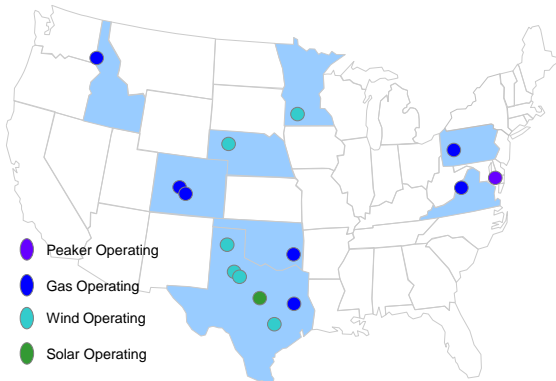 Peaker Operating
Gas Operating
Wind Operating
Solar Operating